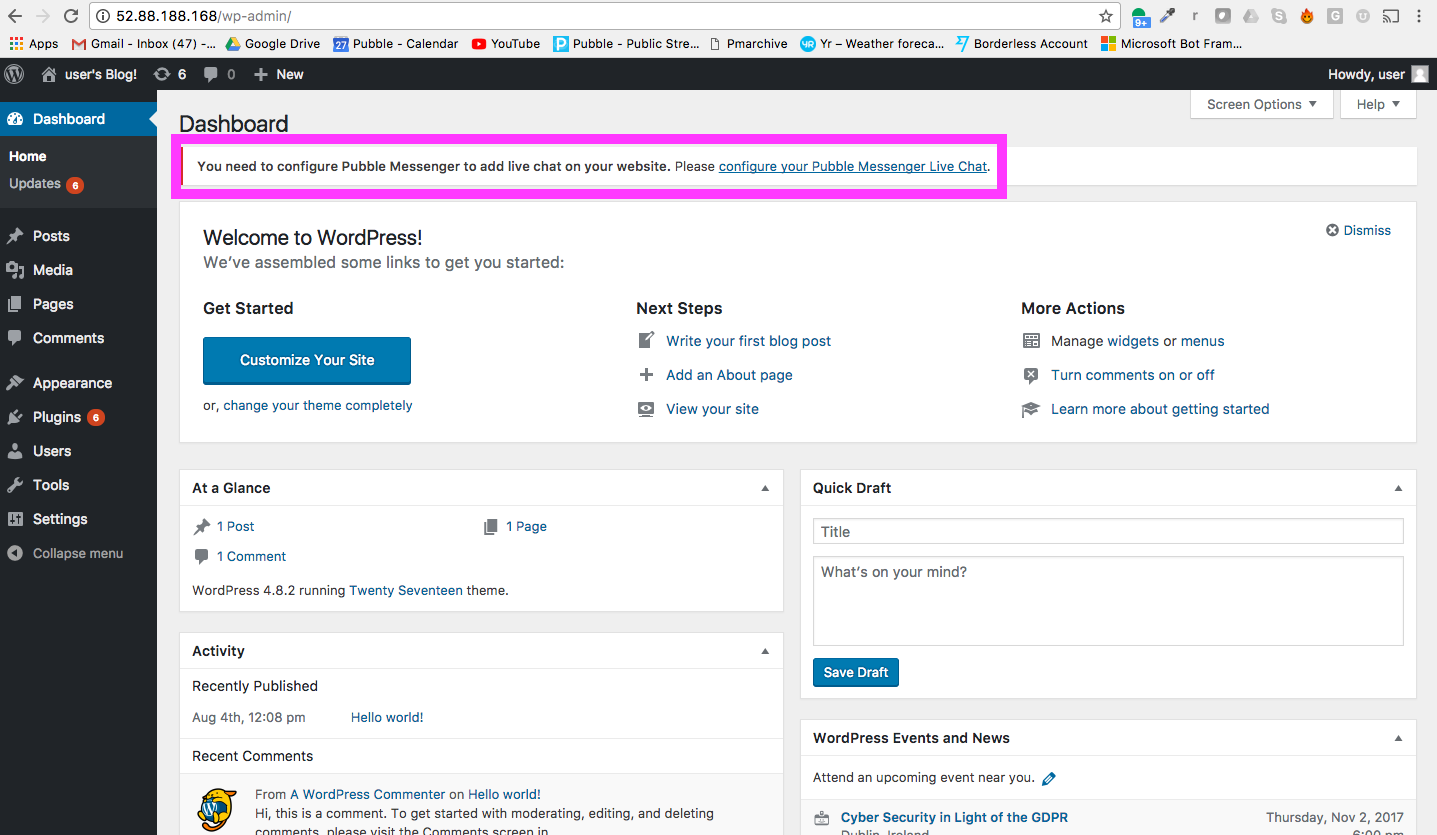 52.88.188.168/wp-admin/
9+
r
G
U
Apps
Gmail - Inbox (47) -...
Google Drive
27
Pubble - Calendar
YouTube
Pubble - Public Stre...
Pmarchive
YR
Yr – Weather foreca...
Borderless Account
Microsoft Bot Fram...
user's Blog!
6
0
New
Howdy, user
Screen Options
Help
Dashboard
Home
Updates 6
Posts
Media
Pages
Comments
Appearance
Plugins 6
Users
Tools
Settings
Collapse menu
Dashboard
You need to configure Pubble Messenger to add live chat on your website. Please configure your Pubble Messenger Live Chat.
Welcome to WordPress!
Dismiss
We've assembled some links to get you started:
Get Started
Customize Your Site
or, change your theme completely
Next Steps
Write your first blog post
Add an About page
View your site
More Actions
Manage widgets or menus
Turn comments on or off
Learn more about getting started
At a Glance
1 Post
1 Page
1 Comment
WordPress 4.8.2 running Twenty Seventeen theme.
Activity
Recently Published
Aug 4th, 12:08 pm
Hello world!
Recent Comments
From A WordPress Commenter on Hello world!
Hi, this is a comment. To get started with moderating, editing, and deleting
comments, please visit the Comments screen in
Quick Draft
Title
What's on your mind?
Save Draft
WordPress Events and News
Attend an upcoming event near you.
Cyber Security in Light of the GDPR
Thursday, Nov 2, 2017
Dublin, Ireland
6:00 pm